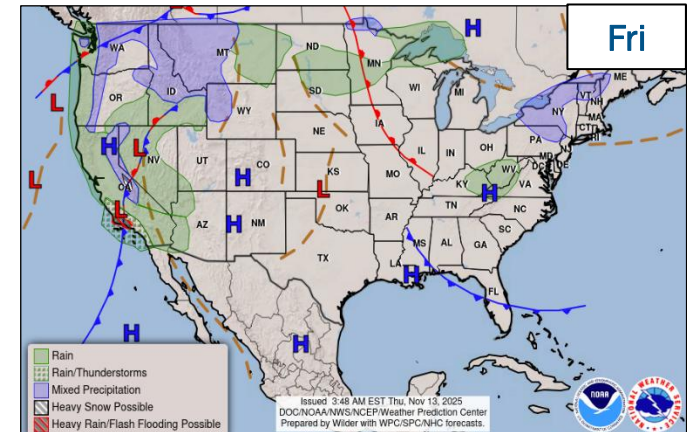 Fri
H
WA
MT
ND
MN
ME
OR
ID
SD
WI
MI
VT
NH
NY
MA
CT
RI
L
WY
IA
PA
H
L
NE
IL
IN
OH
MD
DE
DC
NV
UT
CO
KS
MO
WV
VA
KY
L
CA
H
L
H
OK
TN
NC
L
AZ
H
NM
AR
SC
MS
AL
GA
TX
LA
H
FL
H
H
Rain
Rain/Thunderstorms
Mixed Precipitation
Heavy Snow Possible
Heavy Rain/Flash Flooding Possible
Issued 3:48 AM EST Thu, Nov 13, 2025
DOC/NOAA/NWS/NCEP/Weather Prediction Center
Prepared by Wilder with WPC/SPC/NHC forecasts.
NOAA
NATIONAL WEATHER SERVICE